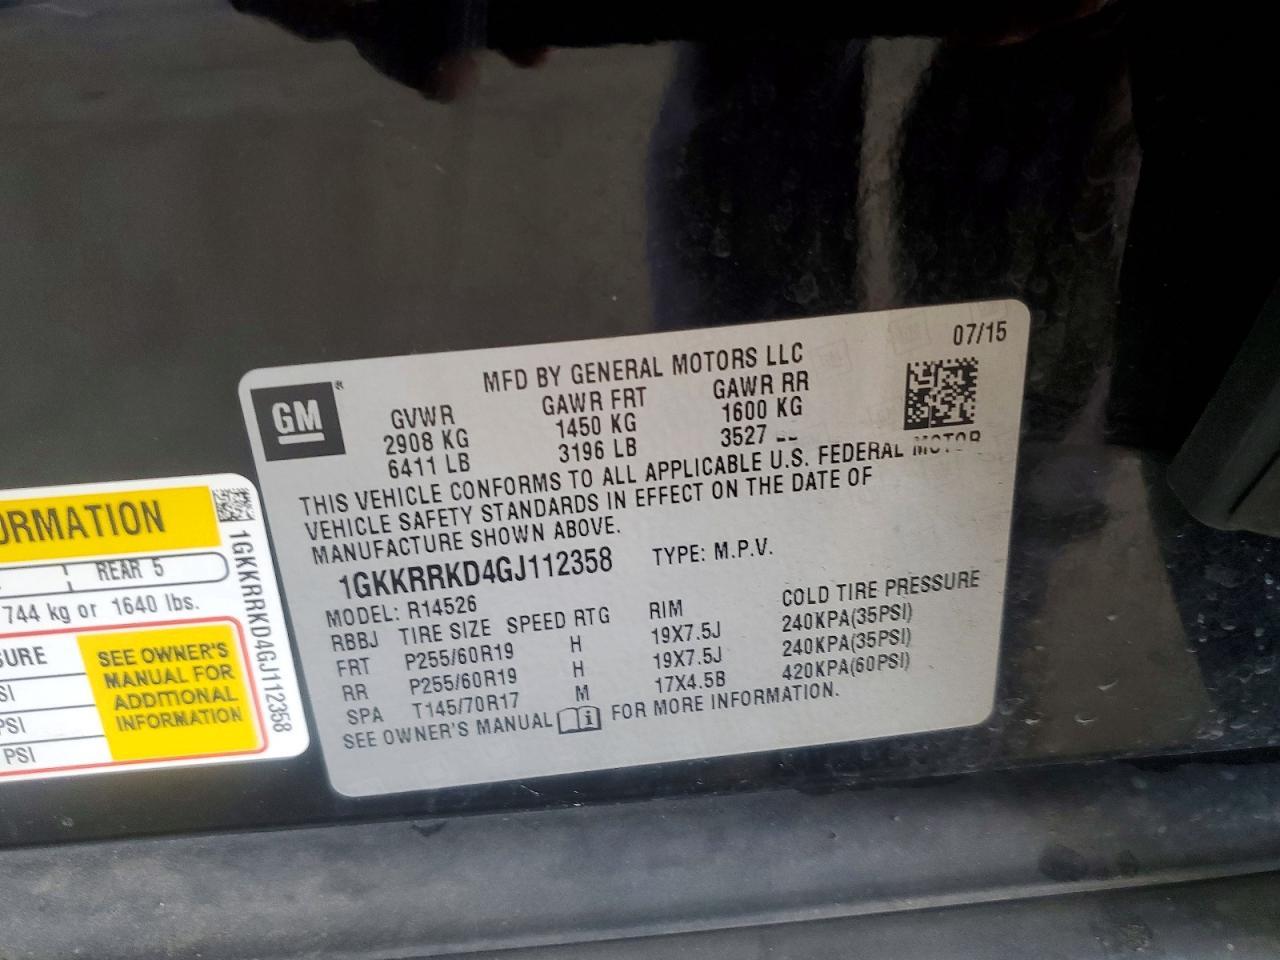 07/15
GM
MFD BY GENERAL MOTORS LLC
GVWR GAWR FRT GAWR RR
2908 KG 1450 KG 1600 KG
6411 LB 3196 LB 3527
THIS VEHICLE CONFORMS TO ALL APPLICABLE U.S. FEDERAL MOTOR
VEHICLE SAFETY STANDARDS IN EFFECT ON THE DATE OF
MANUFACTURE SHOWN ABOVE.
1GKKRRKD4GJ112358 TYPE: M.P.V.
MODEL: R14526
RBBJ TIRE SIZE SPEED RTG RIM COLD TIRE PRESSURE
FRT P255/60R19 H 19X7.5J 240KPA(35PSI)
RR P255/60R19 H 19X7.5J 240KPA(35PSI)
SPA T145/70R17 M 17X4.5B 420KPA(60PSI)
SEE OWNER'S MANUAL FOR MORE INFORMATION.
ORMATION
REAR 5
744 kg or 1640 lbs.
SURE
SI
PSI
PSI
SEE OWNER'S
MANUAL FOR
ADDITIONAL
INFORMATION
1GKKRRKD4GJ112358